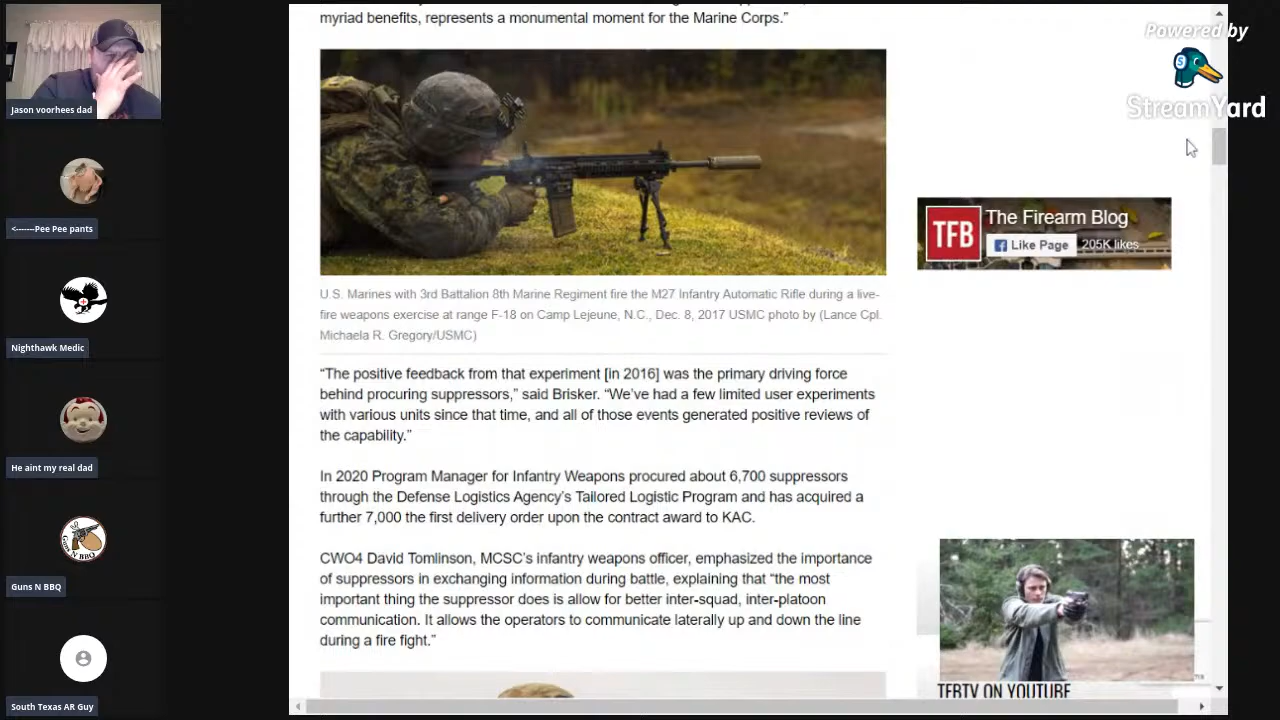 myriad benefits, represents a monumental moment for the Marine Corps.”
Powered by
StreamYard
Jason voorhees dad
<------Pee Pee pants
Nighthawk Medic
He aint my real dad
Guns N BBQ
Guns N BBQ
South Texas AR Guy
TFB
The Firearm Blog
Like Page
205K likes
U.S. Marines with 3rd Battalion 8th Marine Regiment fire the M27 Infantry Automatic Rifle during a live-
fire weapons exercise at range F-18 on Camp Lejeune, N.C., Dec. 8, 2017 USMC photo by (Lance Cpl.
Michaela R. Gregory/USMC)
“The positive feedback from that experiment [in 2016] was the primary driving force
behind procuring suppressors,” said Brisker. “We’ve had a few limited user experiments
with various units since that time, and all of those events generated positive reviews of
the capability.”
In 2020 Program Manager for Infantry Weapons procured about 6,700 suppressors
through the Defense Logistics Agency’s Tailored Logistic Program and has acquired a
further 7,000 the first delivery order upon the contract award to KAC.
CWO4 David Tomlinson, MCSC’s infantry weapons officer, emphasized the importance
of suppressors in exchanging information during battle, explaining that “the most
important thing the suppressor does is allow for better inter-squad, inter-platoon
communication. It allows the operators to communicate laterally up and down the line
during a fire fight.”
TFBTV ON YOUTUBE